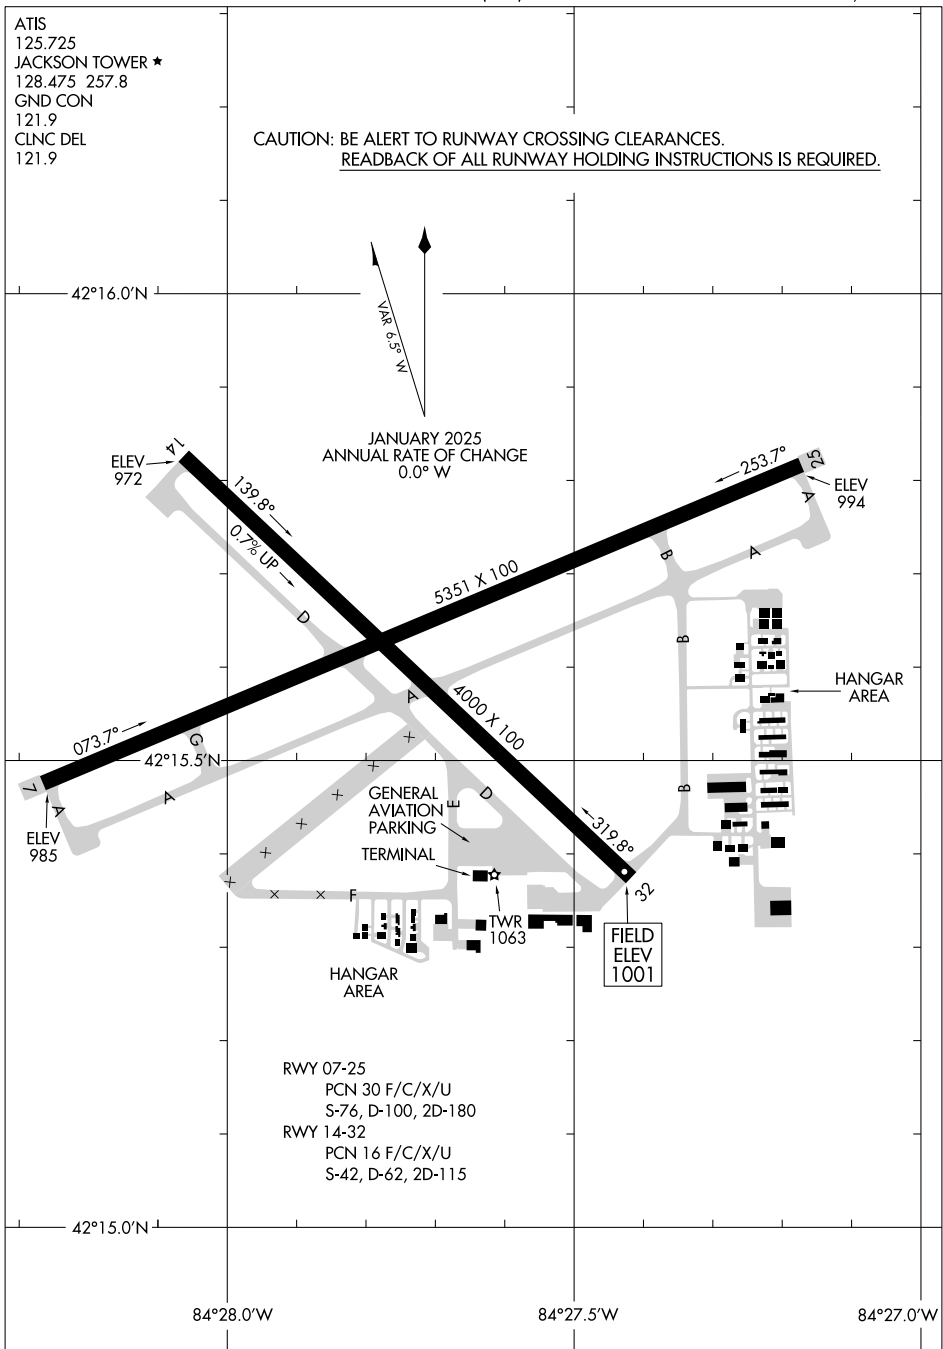 ATIS
125.725
JACKSON TOWER ★
128.475 257.8
GND CON
121.9
CLNC DEL
121.9
CAUTION: BE ALERT TO RUNWAY CROSSING CLEARANCES.
READBACK OF ALL RUNWAY HOLDING INSTRUCTIONS IS REQUIRED.
42°16.0'N
VAR 6.5° W
JANUARY 2025
ANNUAL RATE OF CHANGE
0.0° W
14
ELEV
972
139.8°
0.7% UP
253.7°
25
ELEV
994
A
5351 X 100
B
A
D
B
HANGAR
AREA
A
4000 X 100
073.7°
G
42°15.5'N
7
A
A
ELEV
985
GENERAL
AVIATION
PARKING
E
D
B
319.8°
TERMINAL
32
F
TWR
1063
FIELD
ELEV
1001
HANGAR
AREA
RWY 07-25
PCN 30 F/C/X/U
S-76, D-100, 2D-180
RWY 14-32
PCN 16 F/C/X/U
S-42, D-62, 2D-115
42°15.0'N
84°28.0'W
84°27.5'W
84°27.0'W